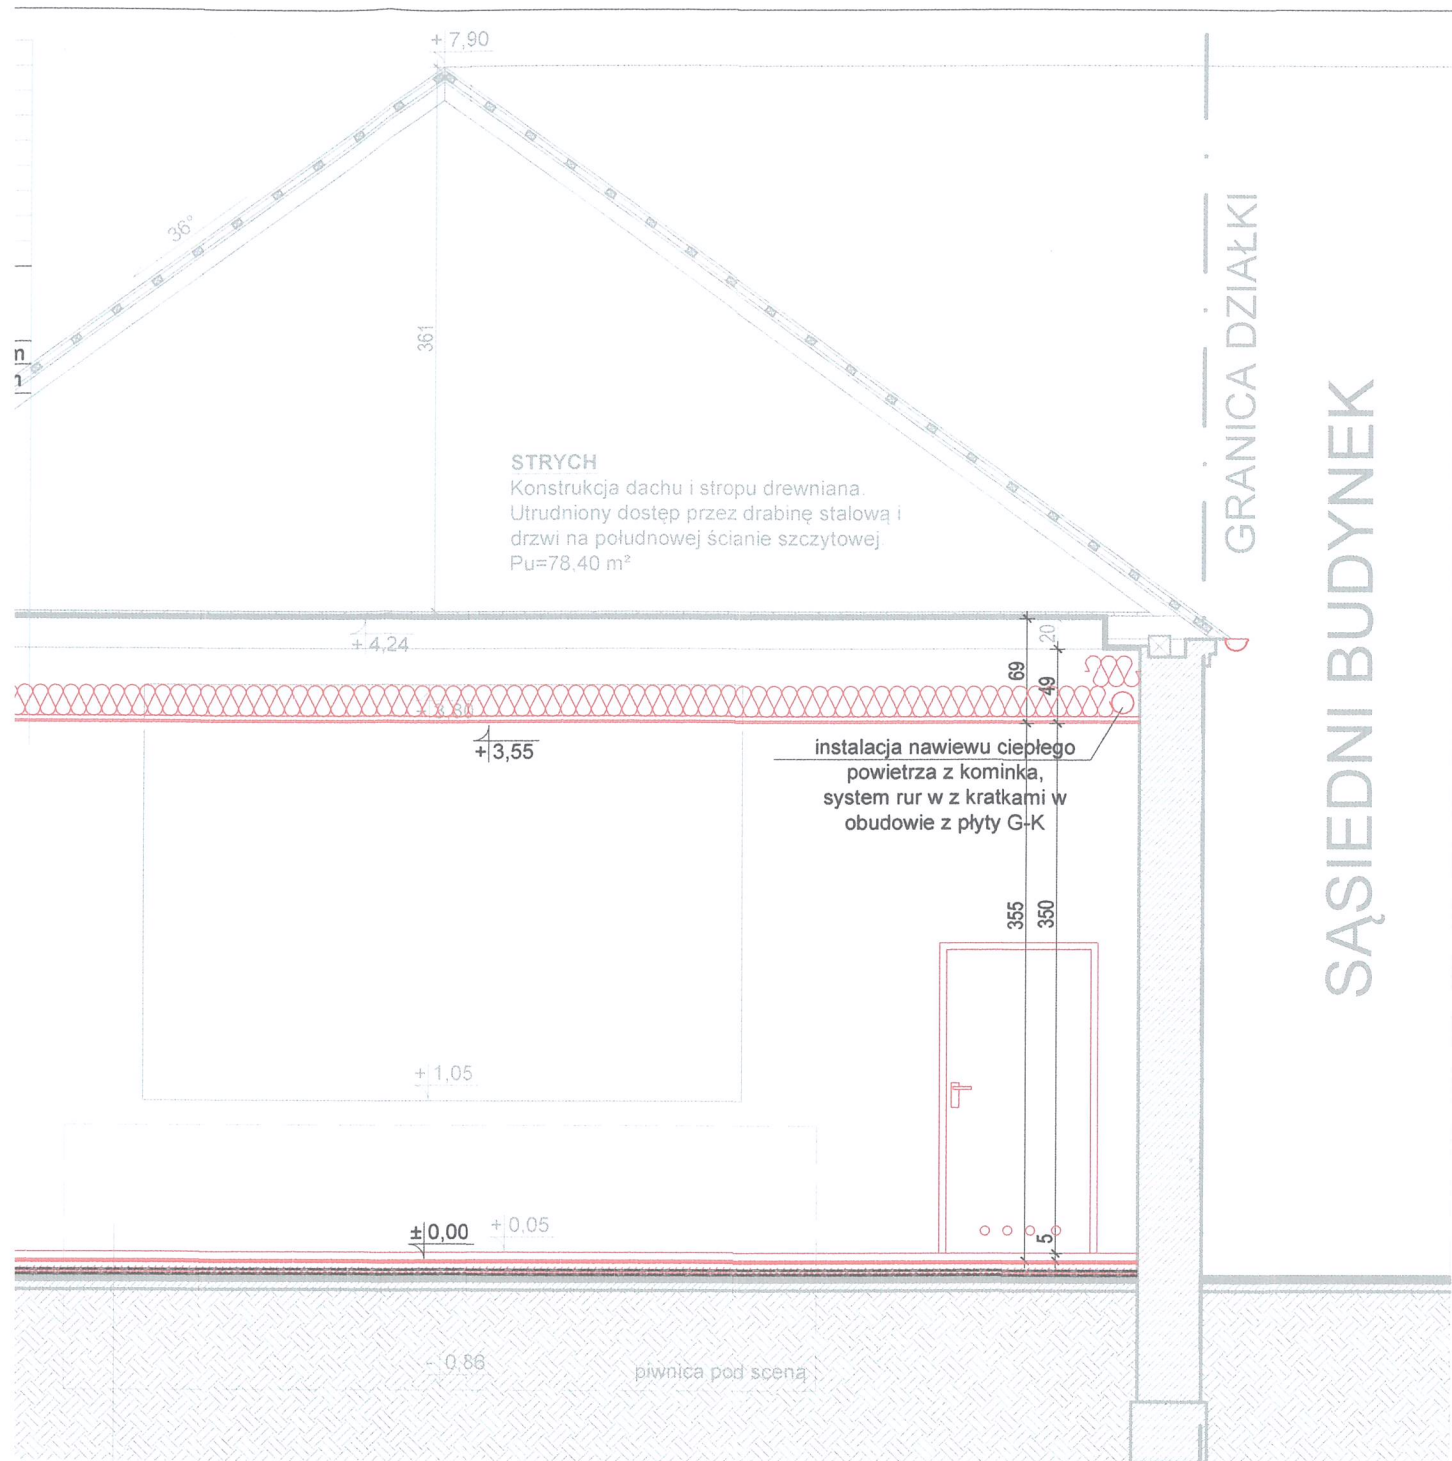 + 7,90
36°
m
361
STRYCH
Konstrukcja dachu i stropu drewniana.
Utrudniony dostęp przez drabinę stalową i
drzwi na południowej ścianie szczytowej.
Pu=78,40 m²
GRANICA DZIAŁKI
SĄSIEDNI BUDYNEK
+ 4,24
20
69
49
+ 3,80
+3,55
instalacja nawiewu ciepłego
powietrza z kominka,
system rur w z kratkami w
obudowie z płyty G-K
355
350
+ 1,05
±0,00
+ 0,05
5
- 0,86
piwnica pod sceną